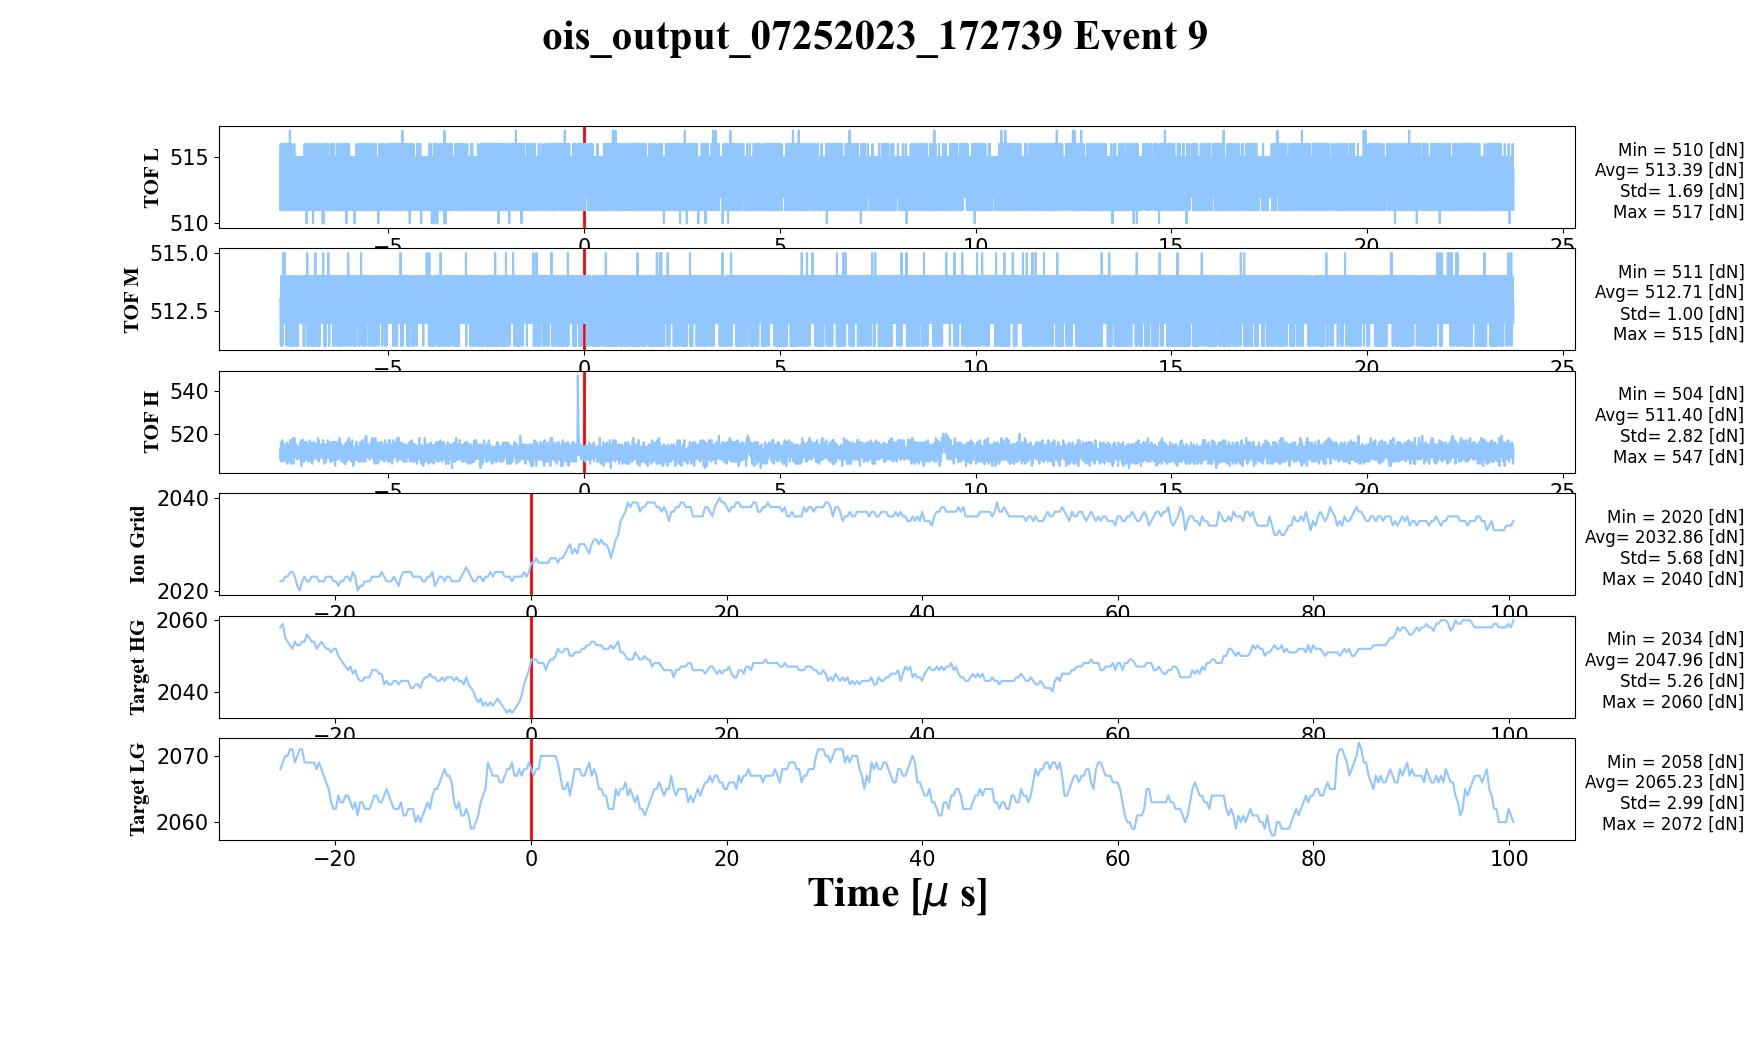 ois_output_07252023_172739 Event 9
TOF L
515
510
−5
0
5
10
15
20
25
Min = 510 [dN]
Avg= 513.39 [dN]
Std= 1.69 [dN]
Max = 517 [dN]
TOF M
515.0
512.5
−5
0
5
10
15
20
25
Min = 511 [dN]
Avg= 512.71 [dN]
Std= 1.00 [dN]
Max = 515 [dN]
TOF H
540
520
−5
0
5
10
15
20
25
Min = 504 [dN]
Avg= 511.40 [dN]
Std= 2.82 [dN]
Max = 547 [dN]
Ion Grid
2040
2020
−20
0
20
40
60
80
100
Min = 2020 [dN]
Avg= 2032.86 [dN]
Std= 5.68 [dN]
Max = 2040 [dN]
Target HG
2060
2040
−20
0
20
40
60
80
100
Min = 2034 [dN]
Avg= 2047.96 [dN]
Std= 5.26 [dN]
Max = 2060 [dN]
Target LG
2070
2060
−20
0
20
40
60
80
100
Min = 2058 [dN]
Avg= 2065.23 [dN]
Std= 2.99 [dN]
Max = 2072 [dN]
Time [μ s]